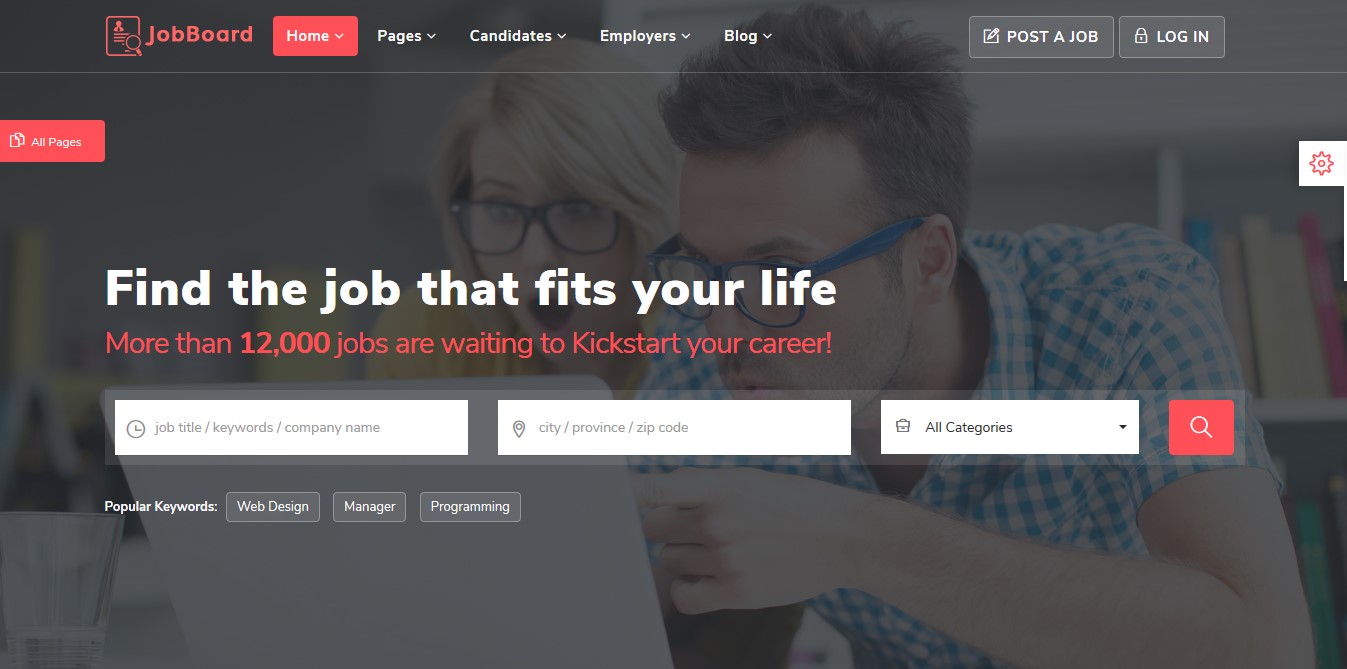 JobBoard
Home
Pages
Candidates
Employers
Blog
POST A JOB
LOG IN
All Pages
Find the job that fits your life
More than 12,000 jobs are waiting to Kickstart your career!
job title / keywords / company name
city / province / zip code
All Categories
Popular Keywords: Web Design Manager Programming